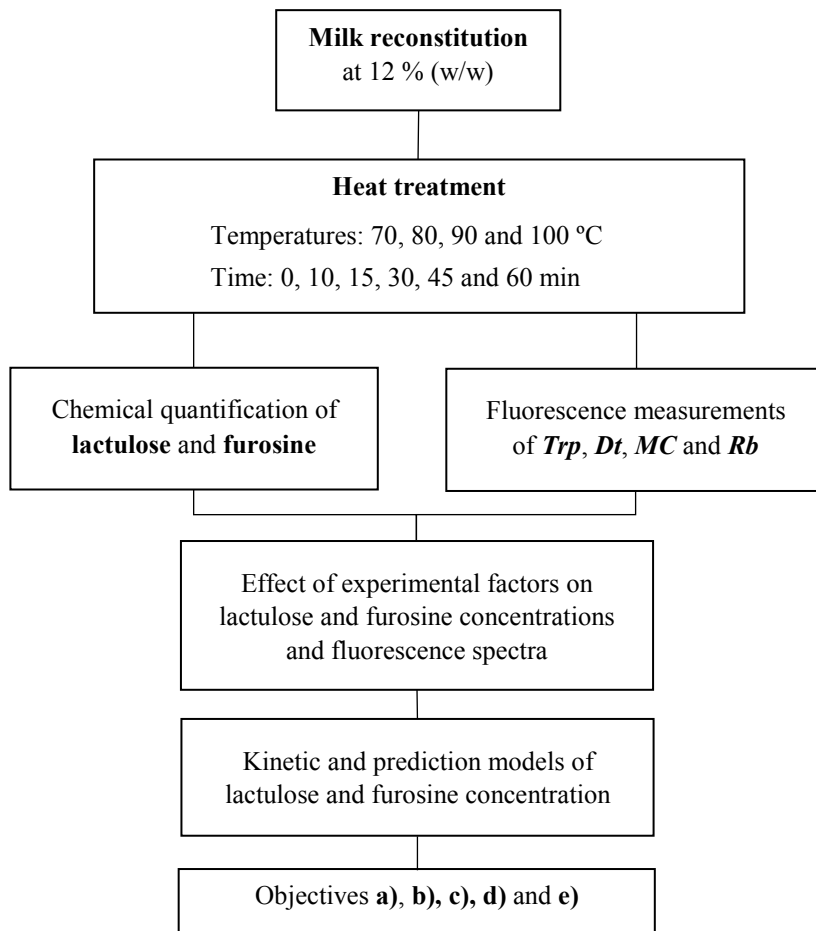 Milk reconstitution
at 12 % (w/w)
Heat treatment
Temperatures: 70, 80, 90 and 100 ºC
Time: 0, 10, 15, 30, 45 and 60 min
Chemical quantification of
lactulose and furosine
Fluorescence measurements
of Trp, Dt, MC and Rb
Effect of experimental factors on
lactulose and furosine concentrations
and fluorescence spectra
Kinetic and prediction models of
lactulose and furosine concentration
Objectives a), b), c), d) and e)